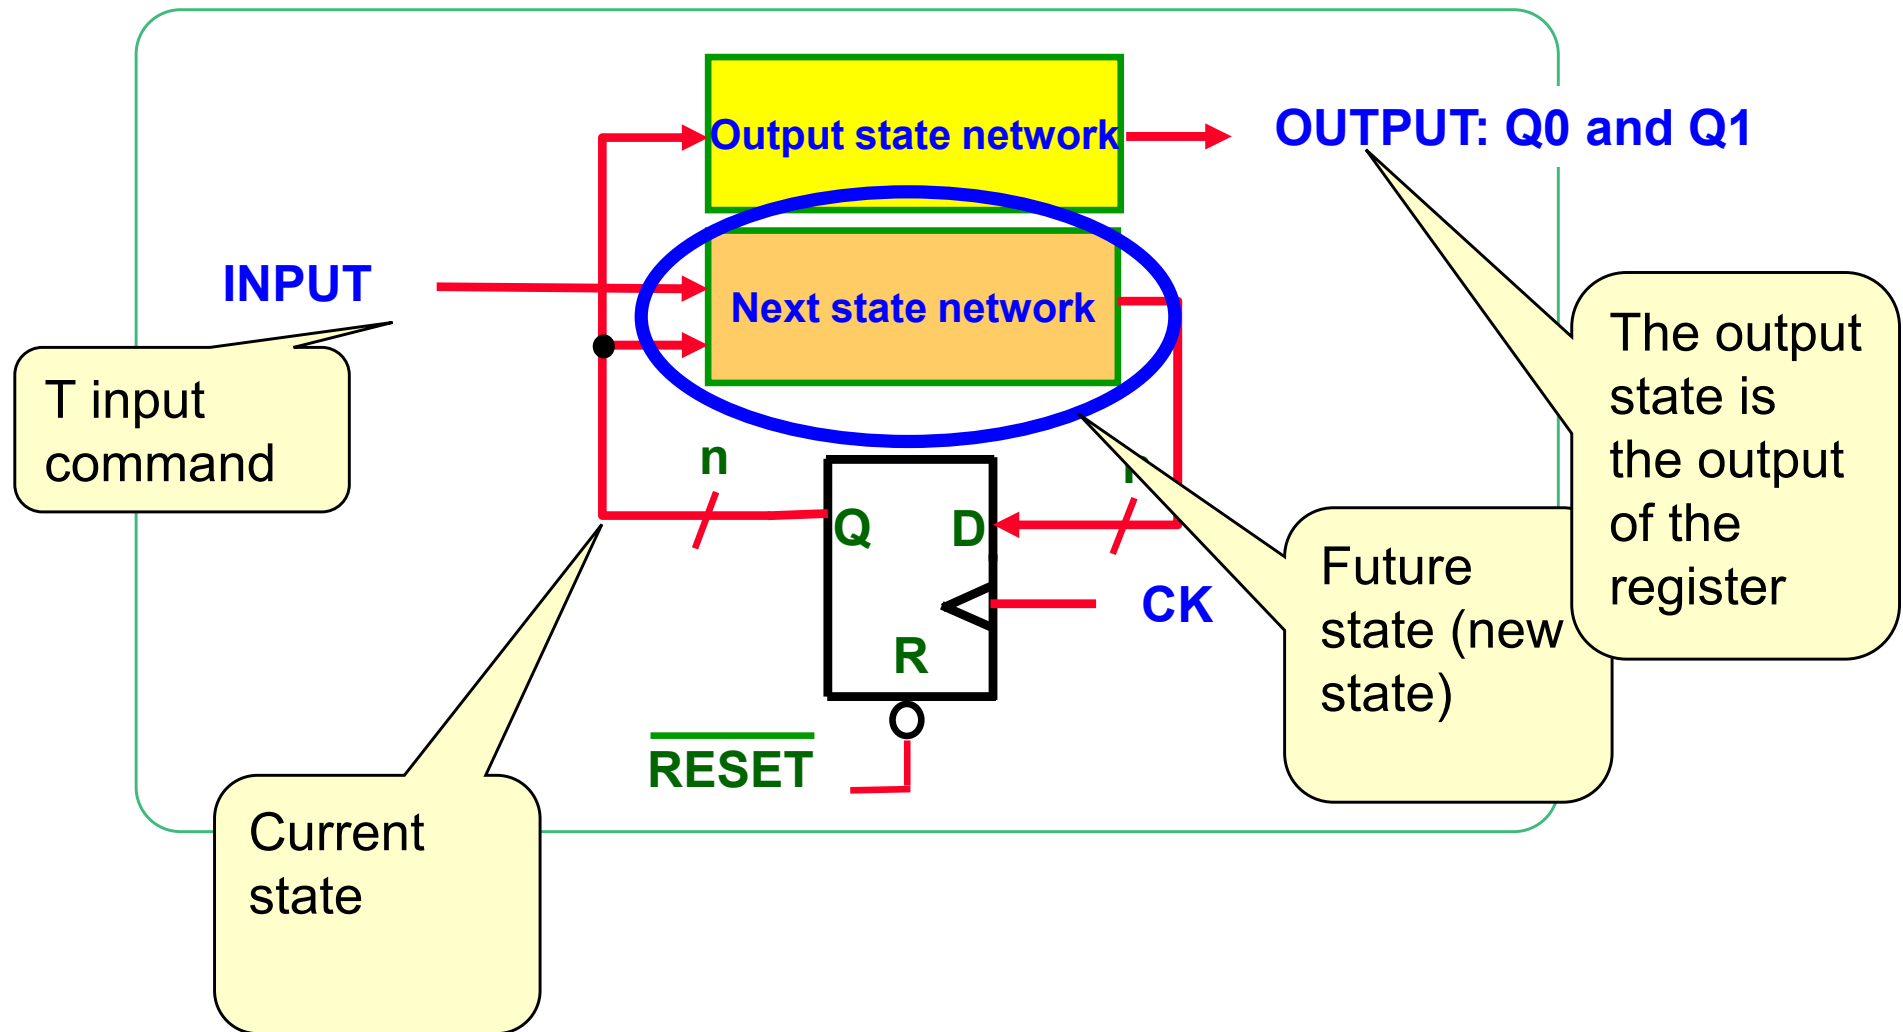 Output state network
OUTPUT: Q0 and Q1
INPUT
Next state network
T input
command
The output
state is
the output
of the
register
n
Q
D
Future
state (new
state)
CK
R
RESET
Current
state